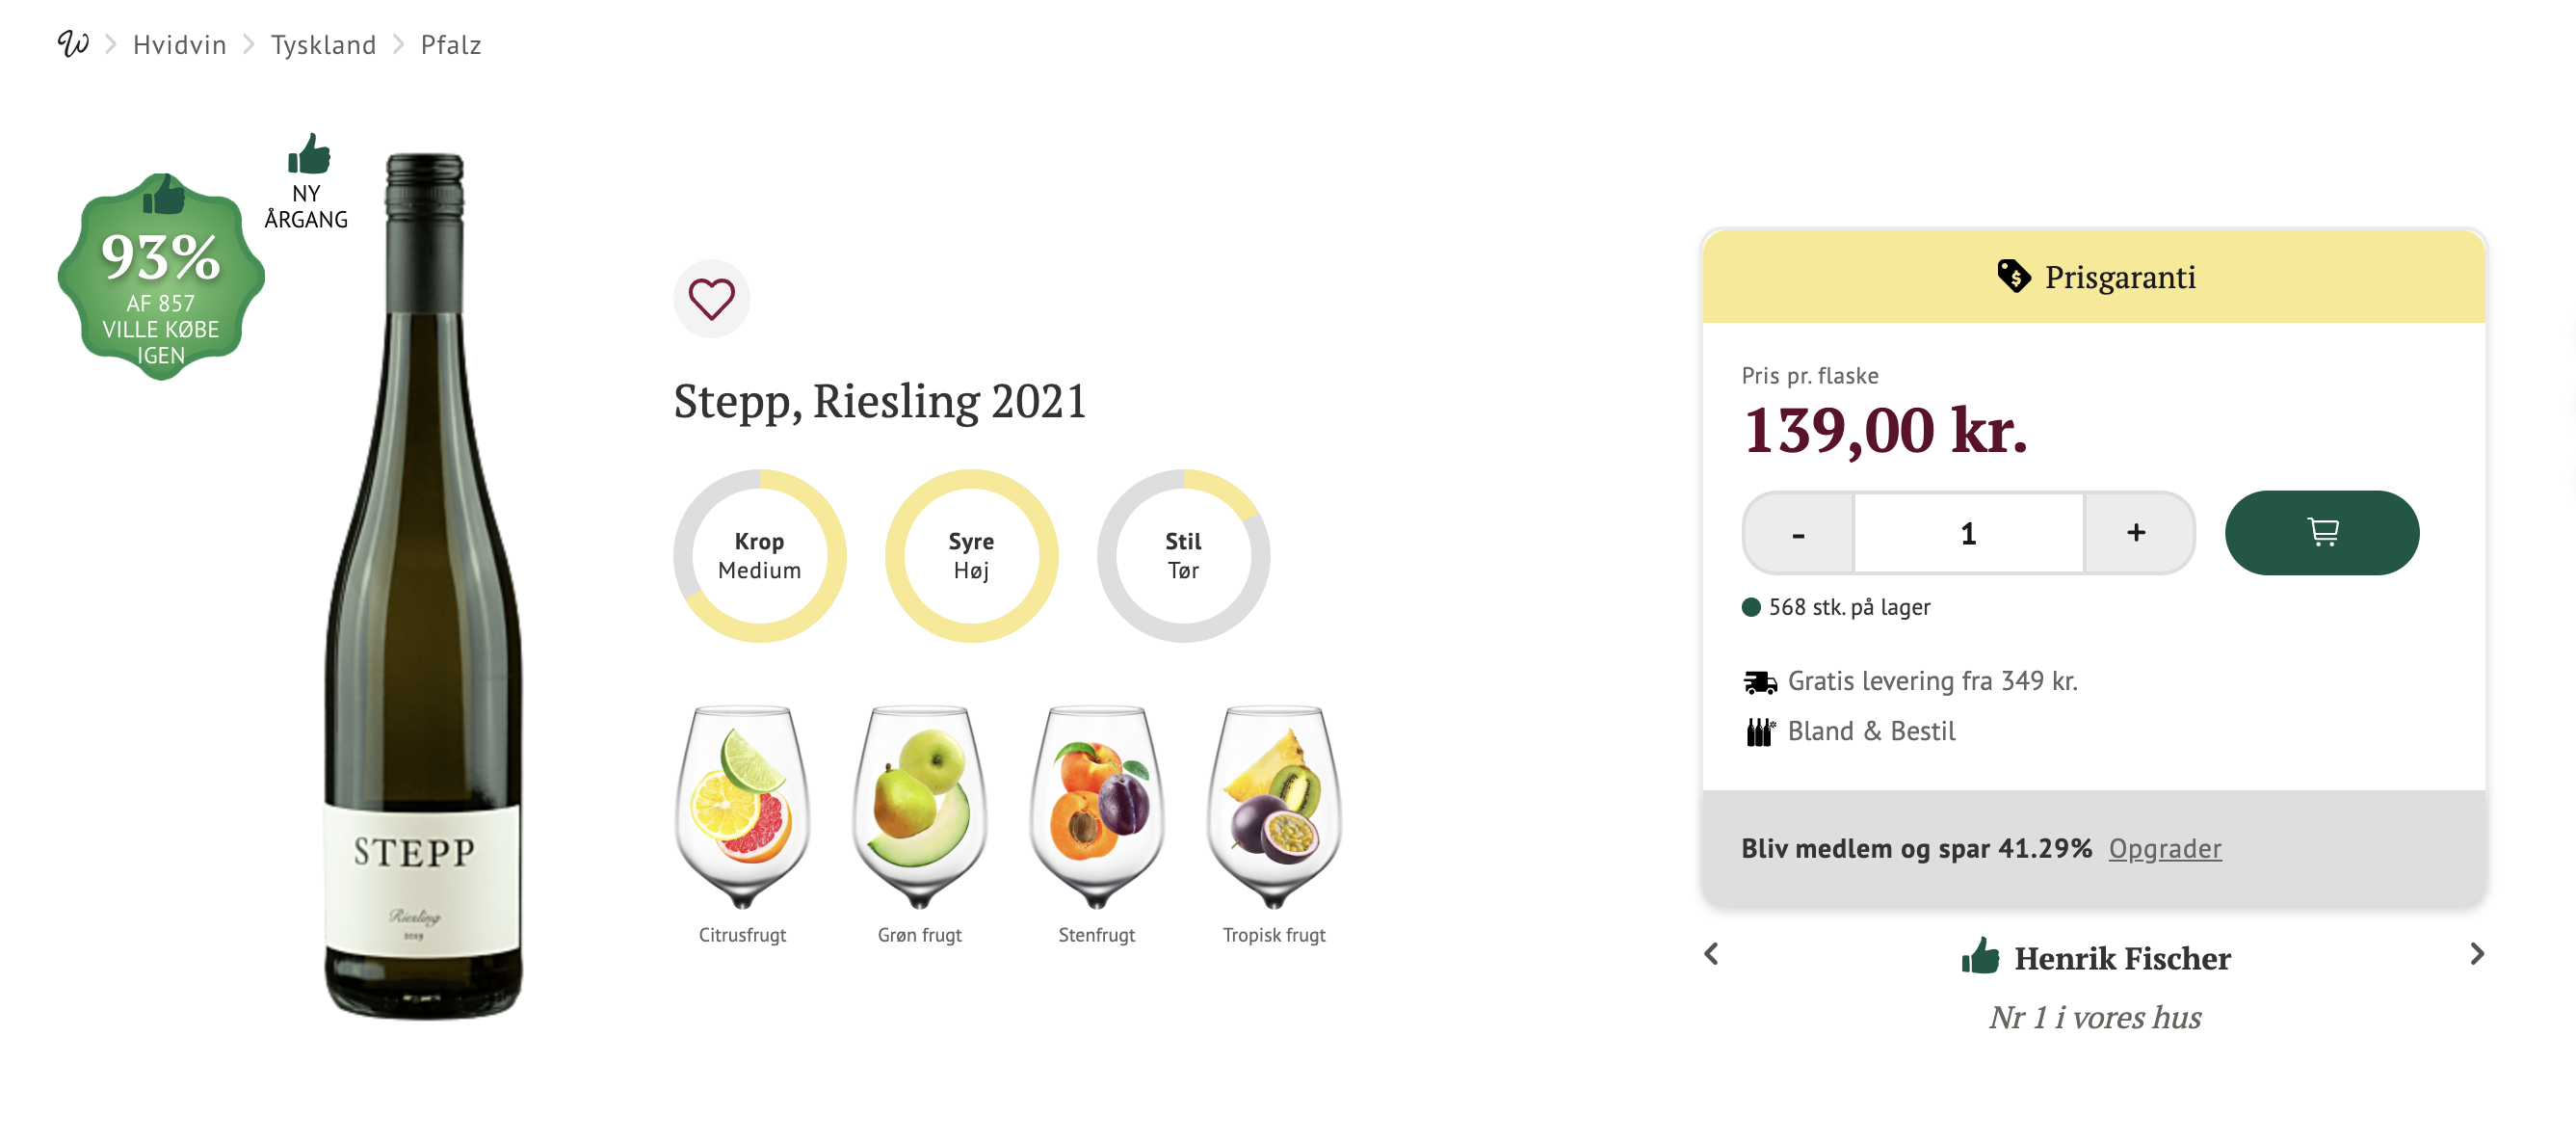 W
Hvidvin
Tyskland
Pfalz
NY
ÅRGANG
93%
AF 857
VILLE KØBE
IGEN
STEPP
Riesling
2019
Stepp, Riesling 2021
Krop
Medium
Syre
Høj
Stil
Tør
Citrusfrugt
Grøn frugt
Stenfrugt
Tropisk frugt
Prisgaranti
Pris pr. flaske
139,00 kr.
- 1 +
568 stk. på lager
Gratis levering fra 349 kr.
Bland & Bestil
Bliv medlem og spar 41.29% Opgrader
Henrik Fischer
Nr 1 i vores hus